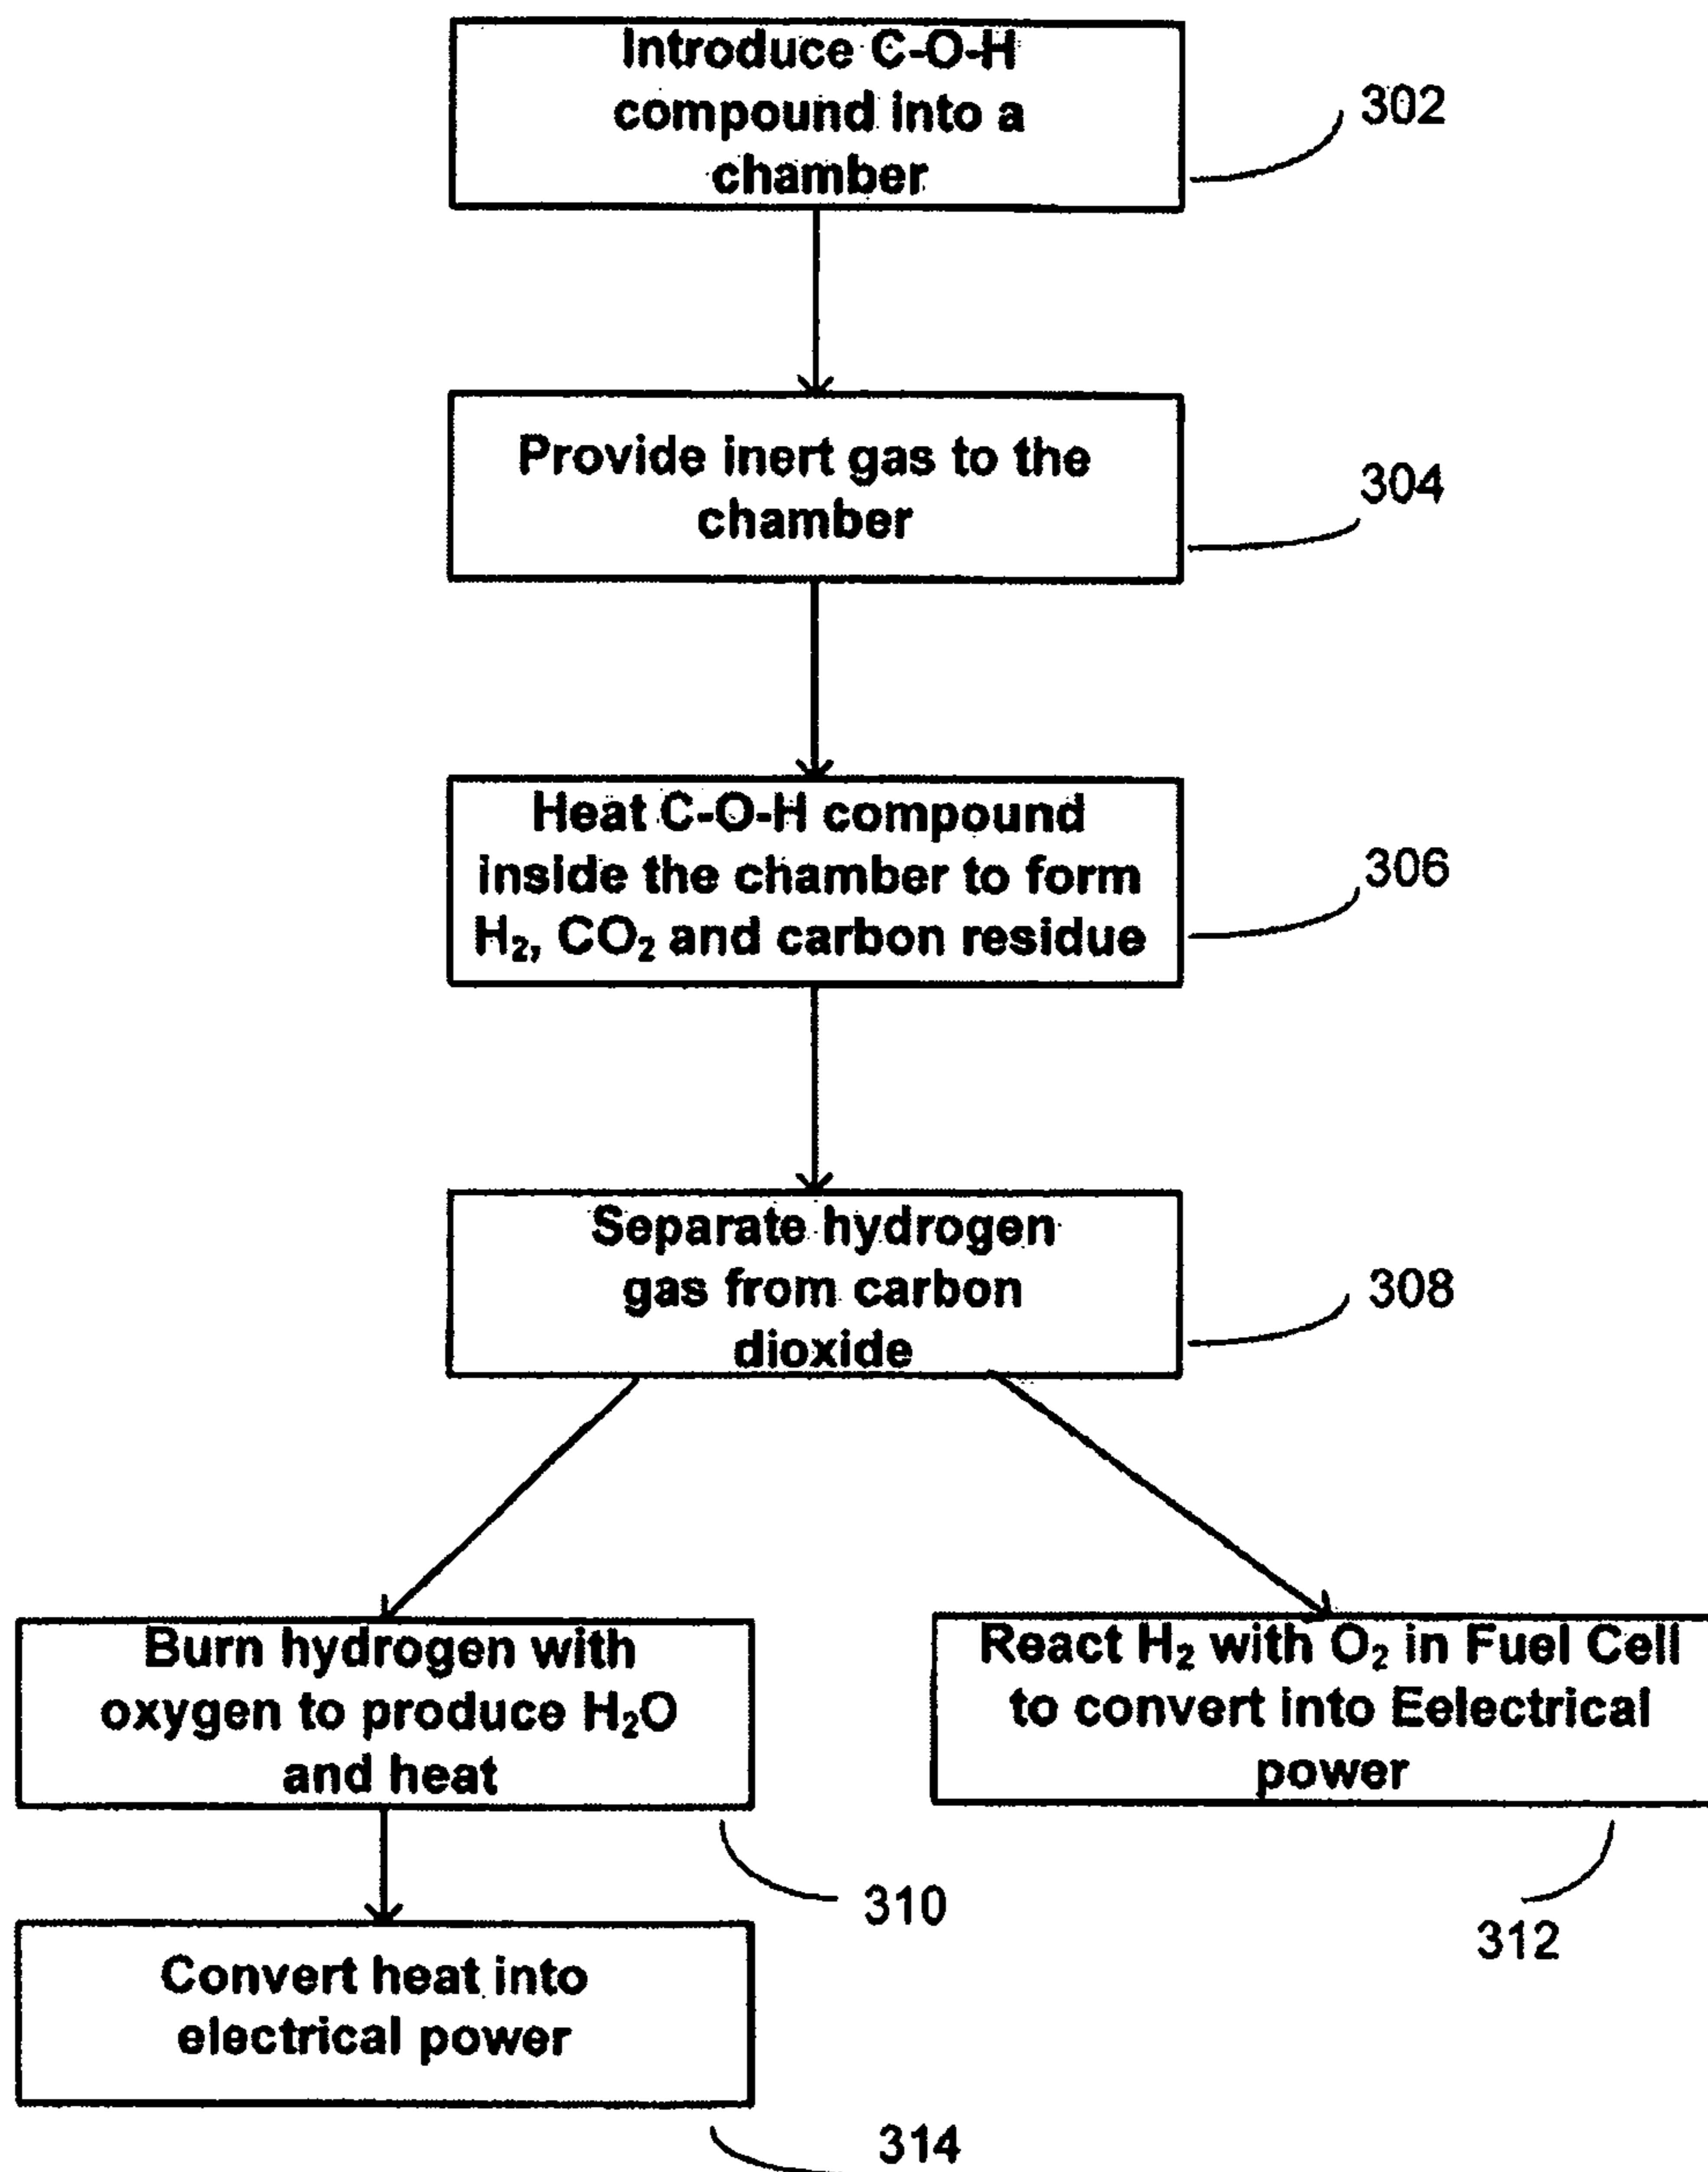 Introduce C-O-H
compound into a
chamber
302
Provide inert gas to the
chamber
304
Heat C-O-H compound
inside the chamber to form
H₂, CO₂ and carbon residue
306
Separate hydrogen
gas from carbon
dioxide
308
Burn hydrogen with
oxygen to produce H₂O
and heat
310
React H₂ with O₂ in Fuel Cell
to convert into Eelectrical
power
312
Convert heat into
electrical power
314